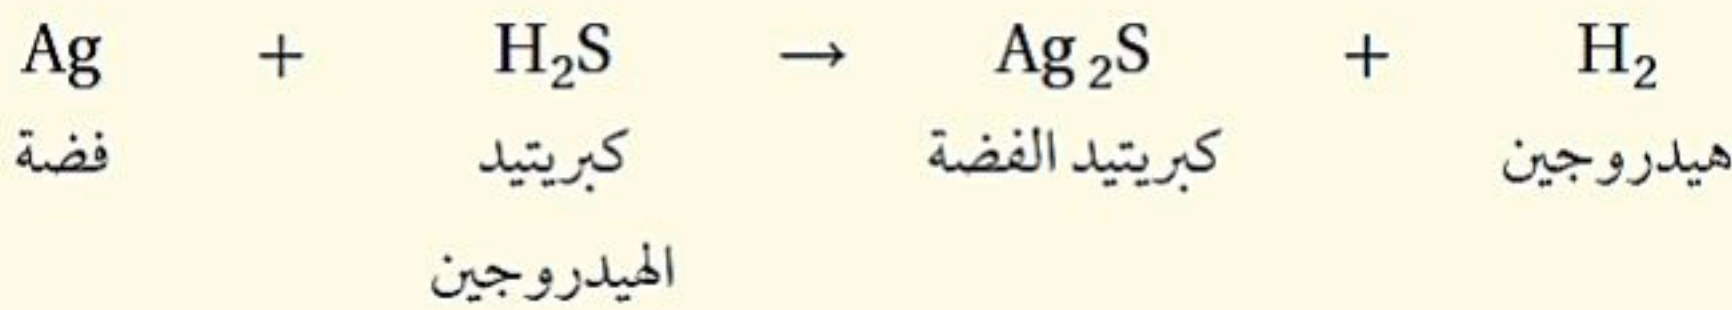 Ag + H₂S → Ag₂S + H₂
فضة كبريتيد كبريتيد الفضة هيدروجين
الهيدروجين